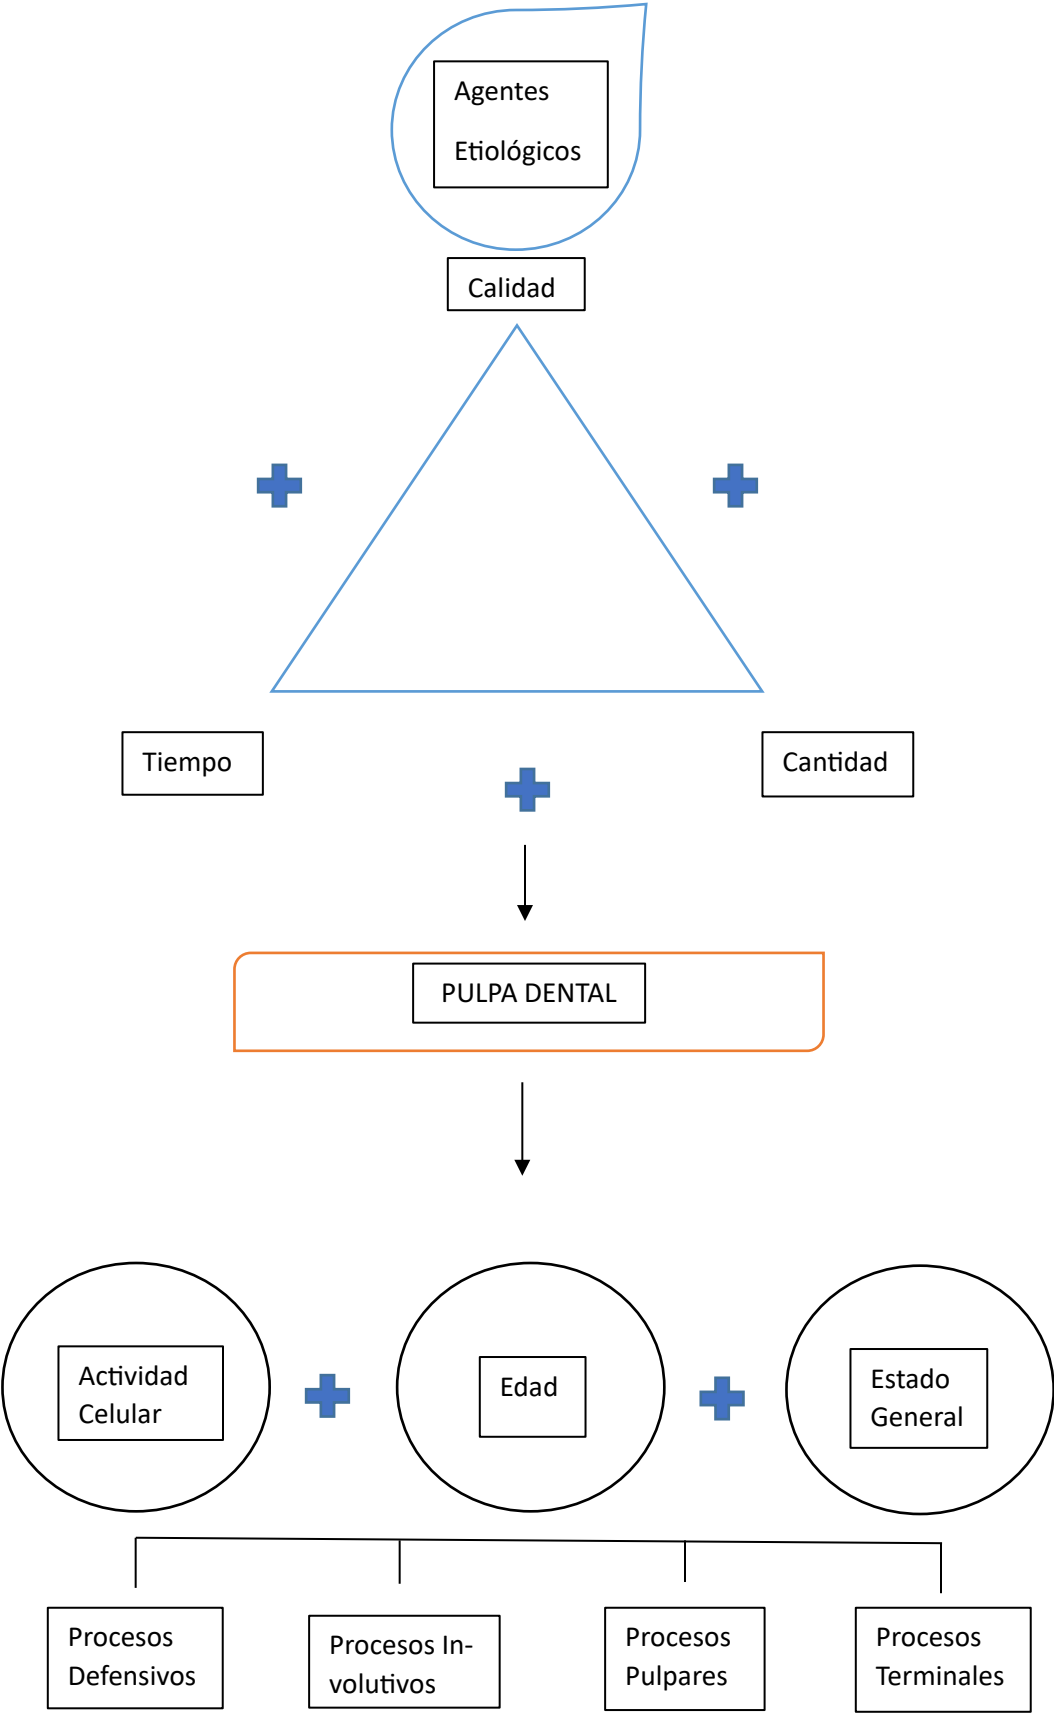 Agentes
Etiológicos
Calidad
Tiempo
Cantidad
PULPA DENTAL
Actividad
Celular
Edad
Estado
General
Procesos
Defensivos
Procesos In-
volutivos
Procesos
Pulpares
Procesos
Terminales